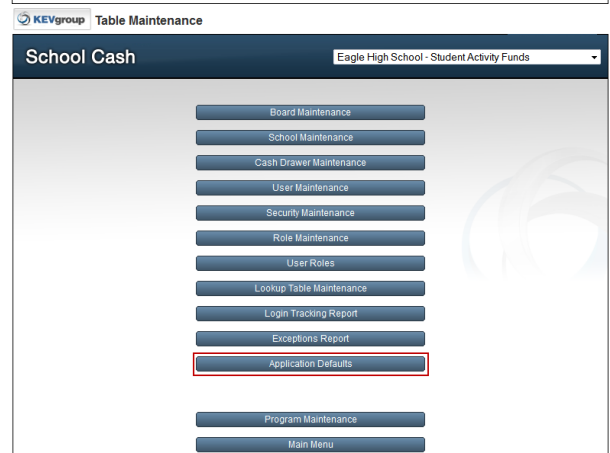 KEVgroup Table Maintenance
School Cash
Eagle High School - Student Activity Funds
Board Maintenance
School Maintenance
Cash Drawer Maintenance
User Maintenance
Security Maintenance
Role Maintenance
User Roles
Lookup Table Maintenance
Login Tracking Report
Exceptions Report
Application Defaults
Program Maintenance
Main Menu